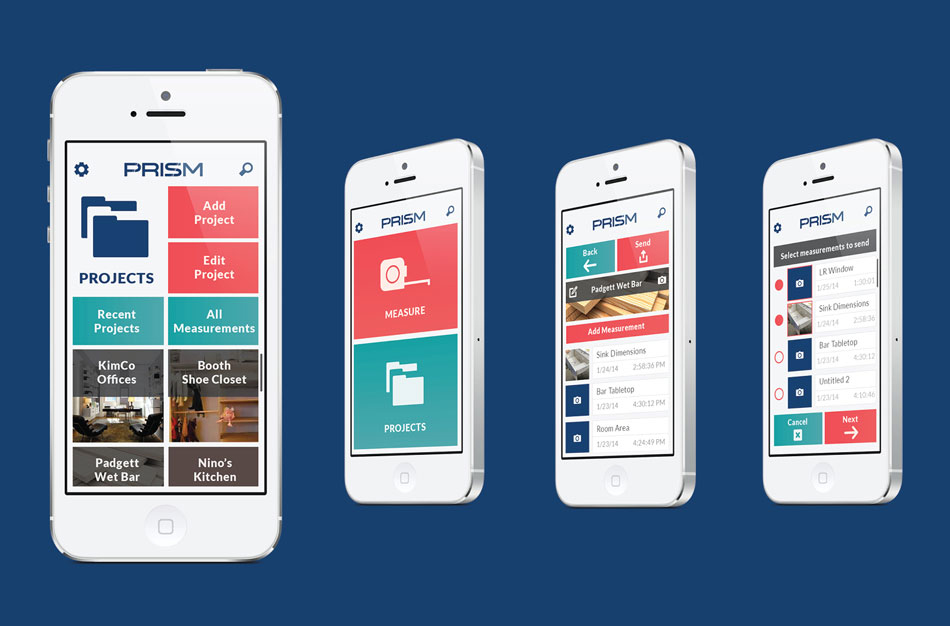 PRISM
PROJECTS
Add
Project
Edit
Project
Recent
Projects
All
Measurements
KimCo
Offices
Booth
Shoe Closet
Padgett
Wet Bar
Nino's
Kitchen
PRISM
MEASURE
PROJECTS
PRISM
Back
Send
Padgett Wet Bar
Add Measurement
Sink Dimensions
1/24/14 2:58:36 PM
Bar Tabletop
1/23/14 4:30:12 PM
Room Area
1/23/14 4:24:49 PM
PRISM
Select measurements to send
LR Window
1/25/14 1:30:01
Sink Dimensions
1/24/14 2:58:36
Bar Tabletop
1/23/14 4:30:12
Untitled 2
1/23/14 4:10:46
Cancel
Next